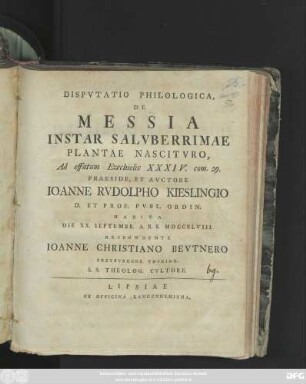 DISPVTATIO PHILOLOGICA,
DE
MESSIA
INSTAR SALVBERRIMAE
PLANTAE NASCITVRO,
Ad effatum Ezechielis XXXIV. com. 29.
PRAESIDE, ET AVCTORE
IOANNE RVDOLPHO KIESLINGIO
D. ET PROF. PVBL. ORDIN.
HABITA
DIE XX. SEPTEMBR. A. R. S. MDCCXLVIII
RESPONDENTE
IOANNE CHRISTIANO BEVTNERO
S.S. THEOLOG. CVLTORE.
LIPSIAE
EX OFFICINA LANGENHEMIANA.